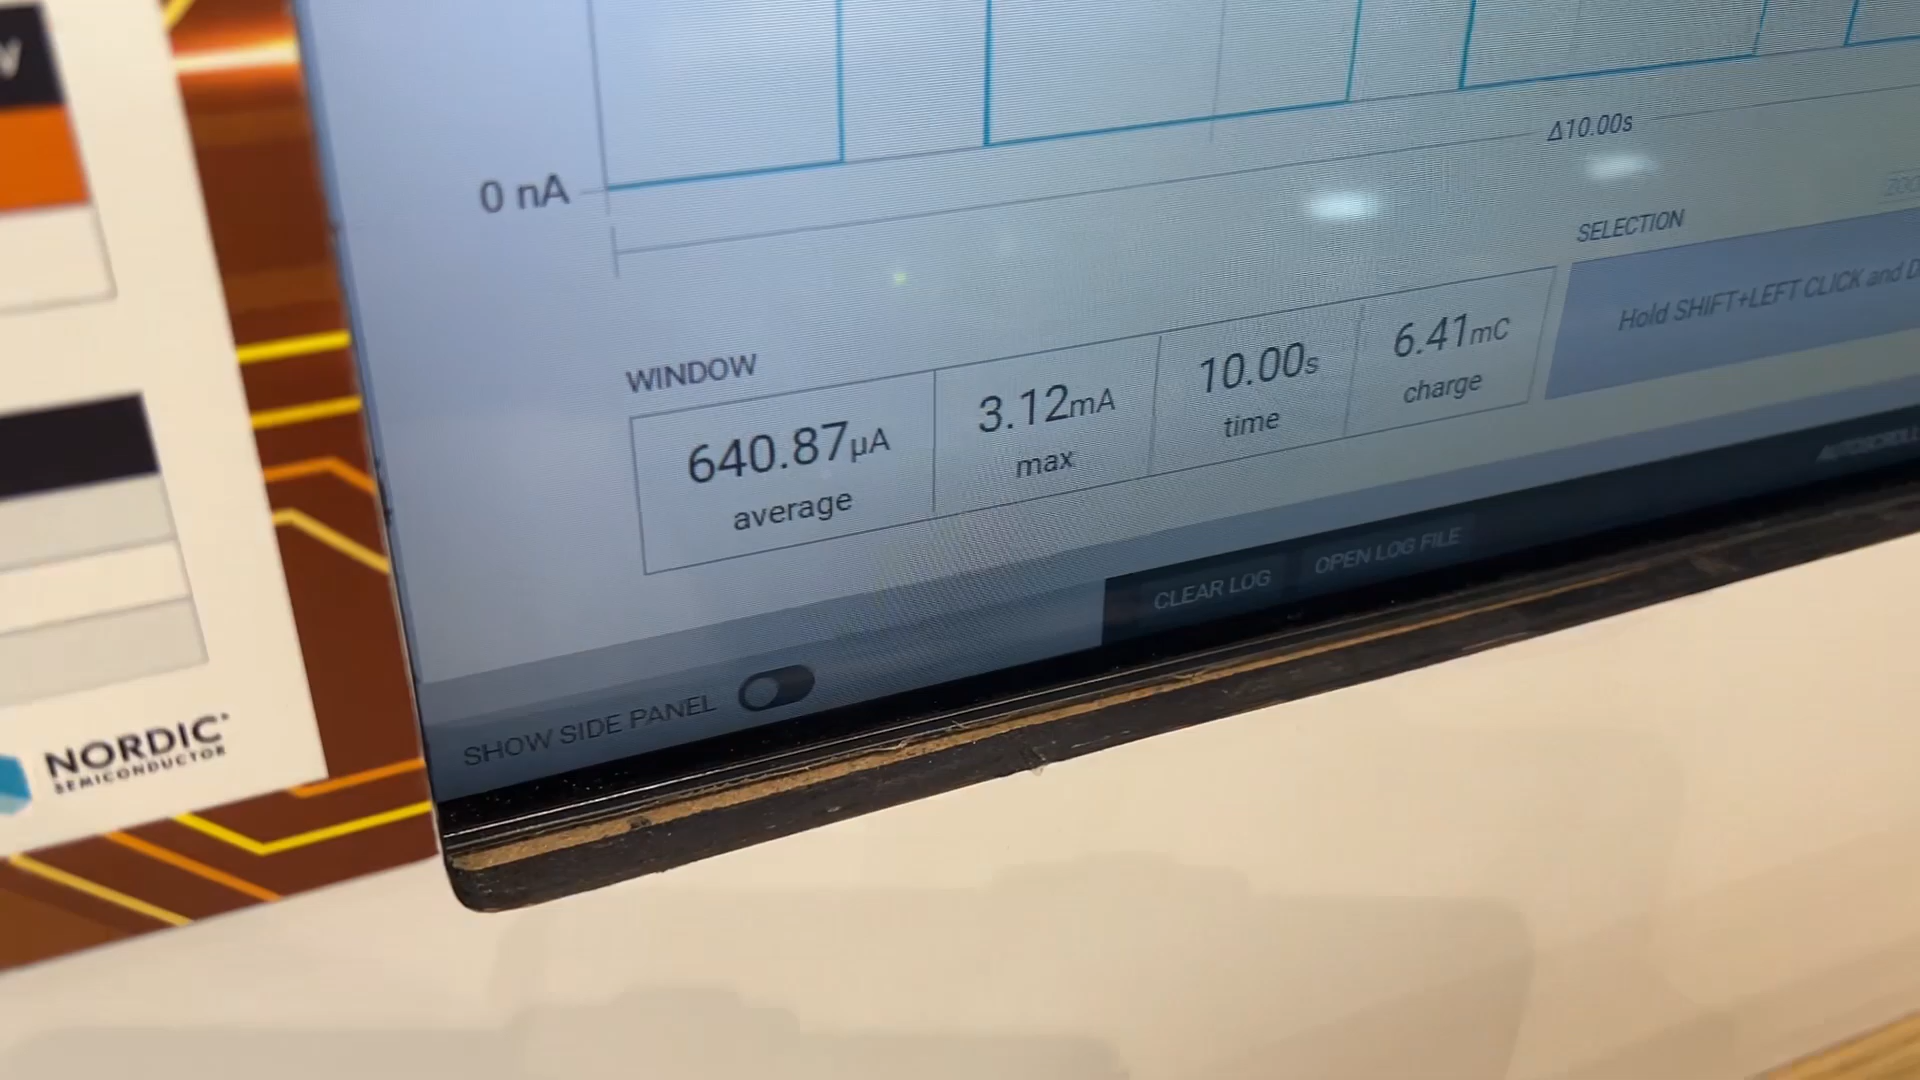 0 nA
Δ10.00s
SELECTION
Hold SHIFT+LEFT CLICK and
WINDOW
640.87µA
average
3.12mA
max
10.00s
time
6.41mC
charge
AUTOSCROLL
CLEAR LOG
OPEN LOG FILE
SHOW SIDE PANEL
NORDIC
SEMICONDUCTOR